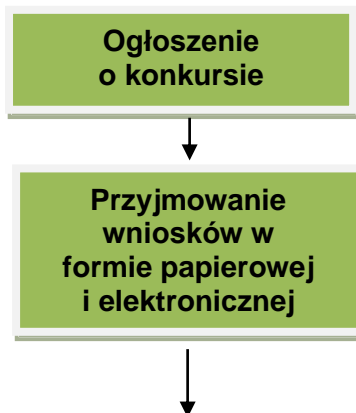 Ogłoszenie
o konkursie
Przyjmowanie
wniosków w
formie papierowej
i elektronicznej